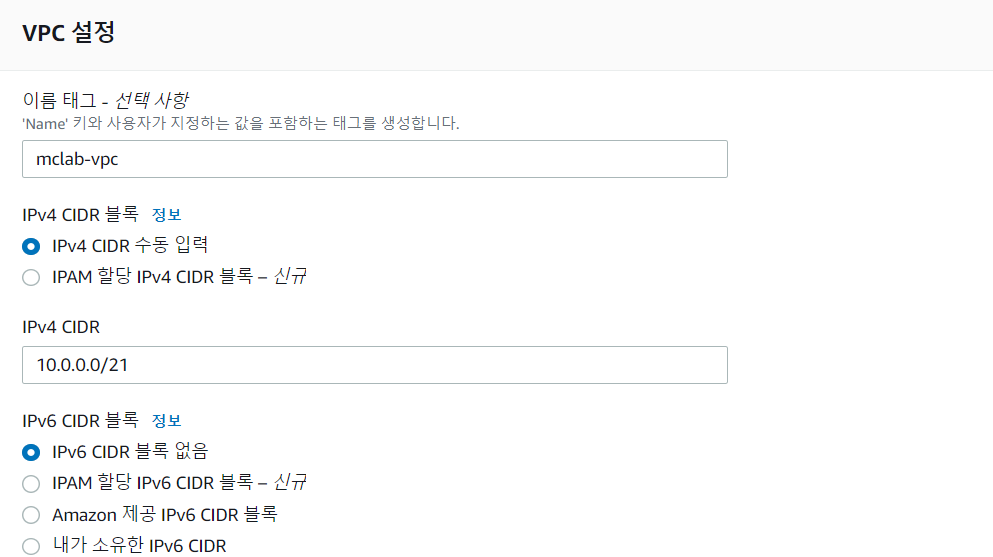 VPC 설정
이름 태그 - 선택 사항
'Name' 키와 사용자가 지정하는 값을 포함하는 태그를 생성합니다.
mclab-vpc
IPv4 CIDR 블록 정보
IPv4 CIDR 수동 입력
IPAM 할당 IPv4 CIDR 블록 – 신규
IPv4 CIDR
10.0.0.0/21
IPv6 CIDR 블록 정보
IPv6 CIDR 블록 없음
IPAM 할당 IPv6 CIDR 블록 – 신규
Amazon 제공 IPv6 CIDR 블록
내가 소유한 IPv6 CIDR